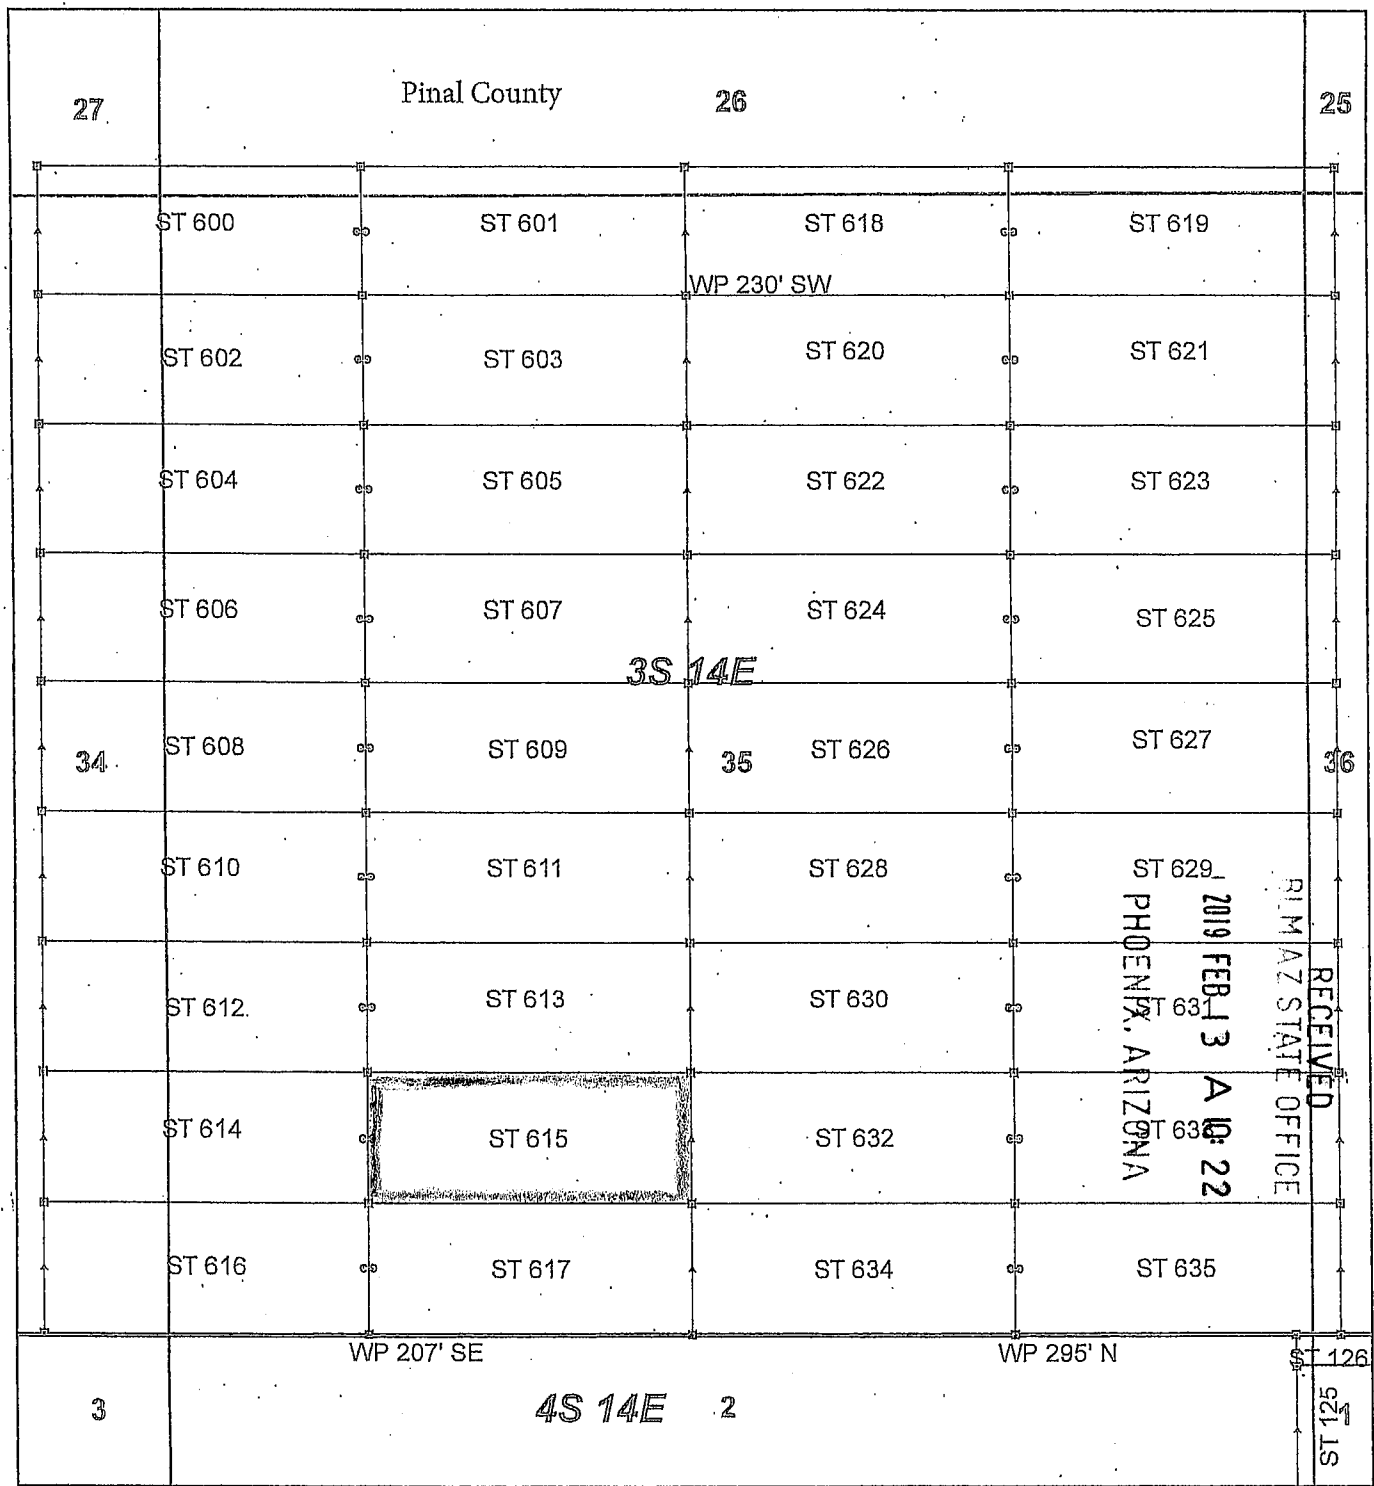 27 Pinal County 26 25
ST 600 ST 601 ST 618 ST 619
WP 230' SW
ST 602 ST 603 ST 620 ST 621
ST 604 ST 605 ST 622 ST 623
ST 606 ST 607 ST 624 ST 625
3S 14E
ST 608 ST 609 ST 626 ST 627
34 35 36
ST 610 ST 611 ST 628 ST 629
ST 612 ST 613 ST 630 ST 631
ST 614 ST 615 ST 632
ST 616 ST 617 ST 634 ST 635
WP 207' SE WP 295' N ST 126
3 4S 14E 2 ST 125 1
RECEIVED
BLM AZ STATE OFFICE
2019 FEB 13 A 10: 22
PHOENIX, ARIZONA